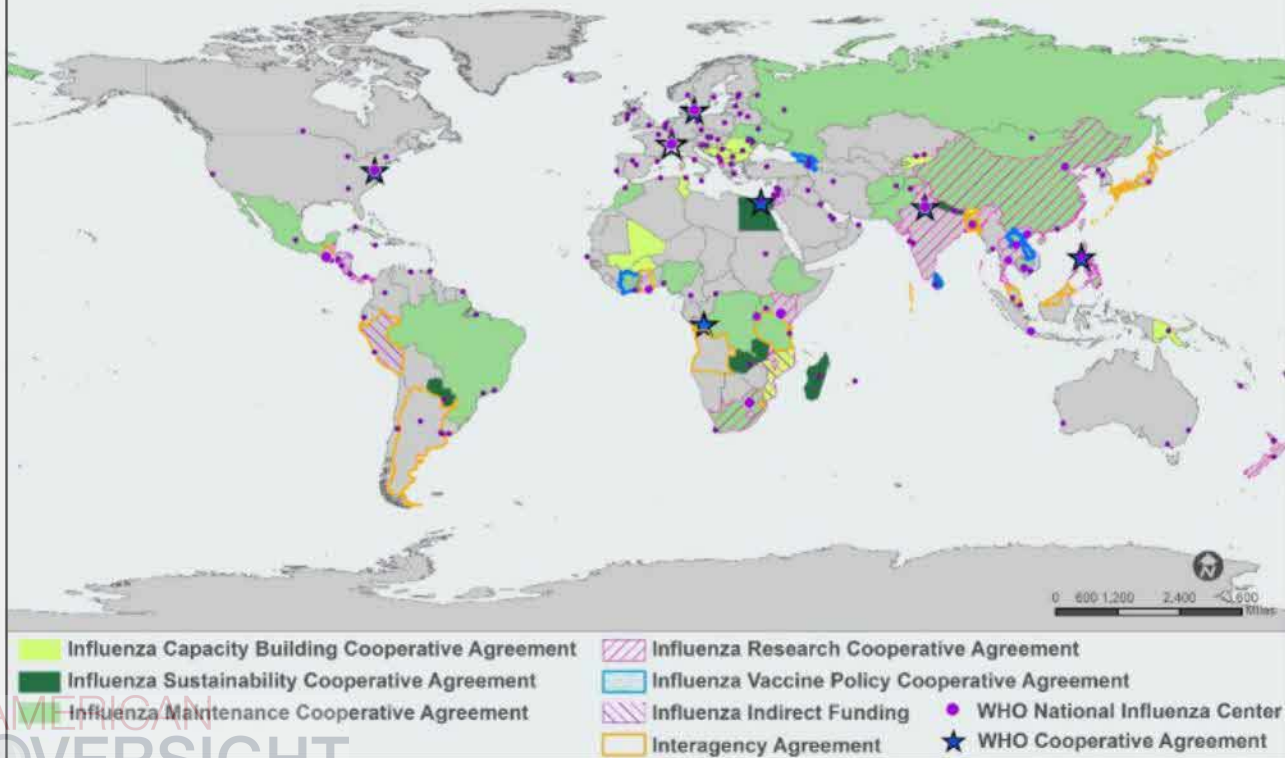 N
0 600 1,200 2,400 3,600
Miles
Influenza Capacity Building Cooperative Agreement
Influenza Sustainability Cooperative Agreement
Influenza Maintenance Cooperative Agreement
Influenza Research Cooperative Agreement
Influenza Vaccine Policy Cooperative Agreement
Influenza Indirect Funding
Interagency Agreement
WHO National Influenza Center
WHO Cooperative Agreement
AMERICAN
OVERSIGHT